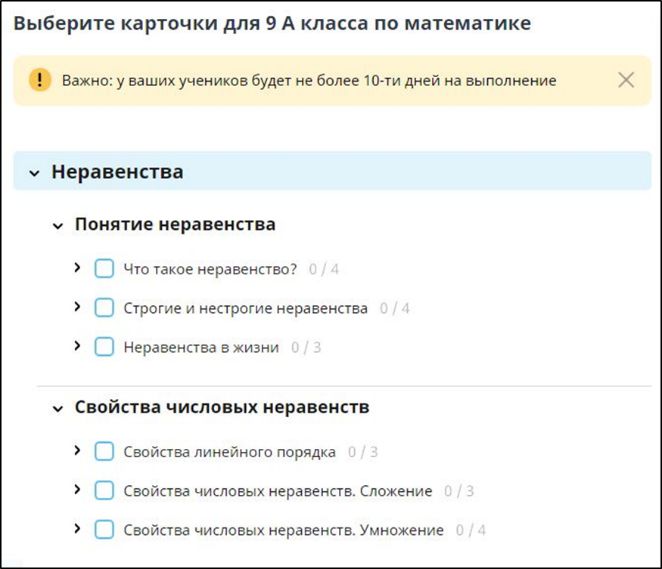 Выберите карточки для 9 А класса по математике
! Важно: у ваших учеников будет не более 10-ти дней на выполнение
Неравенства
Понятие неравенства
Что такое неравенство? 0 / 4
Строгие и нестрогие неравенства 0 / 4
Неравенства в жизни 0 / 3
Свойства числовых неравенств
Свойства линейного порядка 0 / 3
Свойства числовых неравенств. Сложение 0 / 3
Свойства числовых неравенств. Умножение 0 / 4